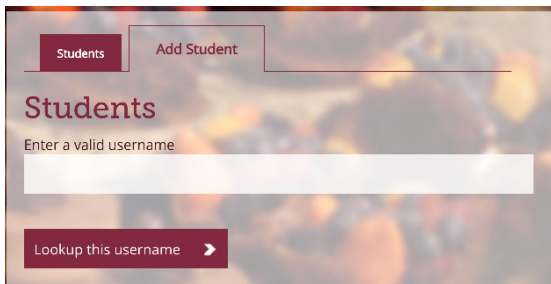 Students
Add Student
Students
Enter a valid username
Lookup this username